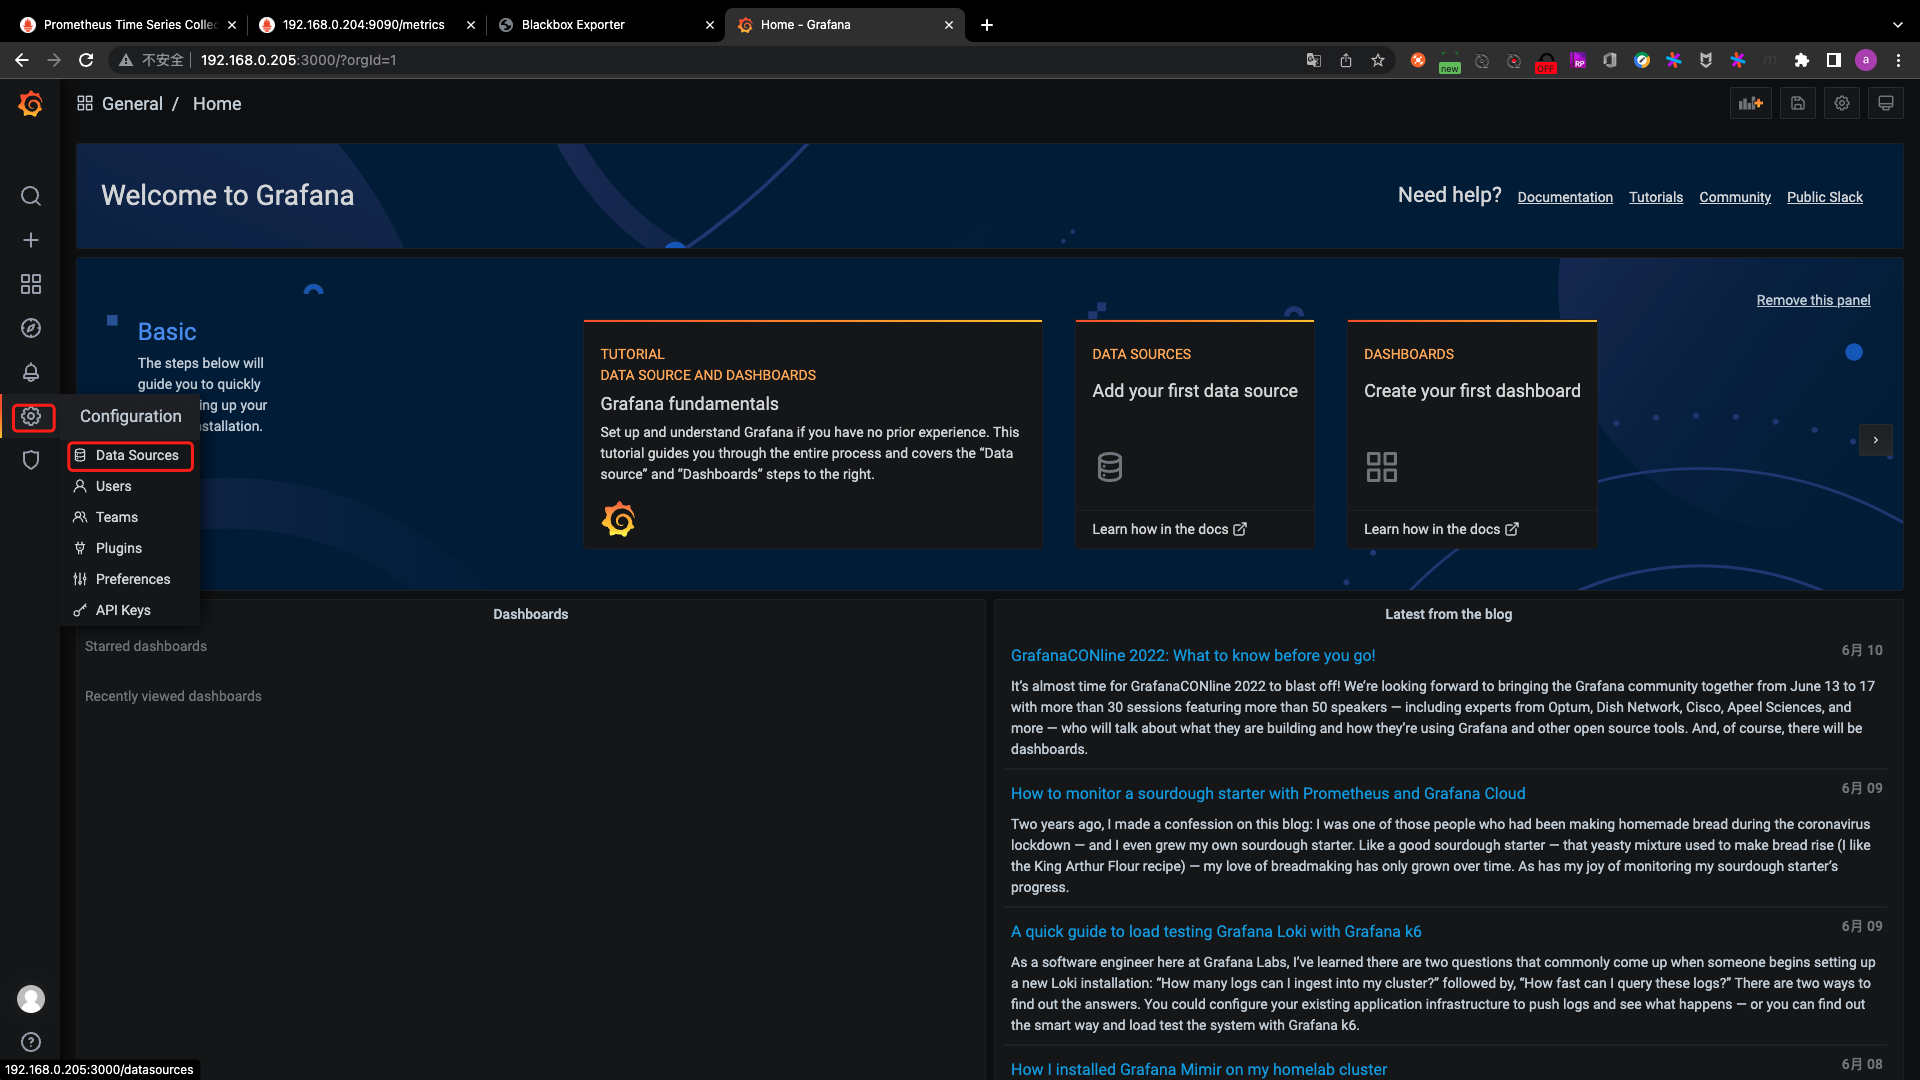 Prometheus Time Series Collec
192.168.0.204:9090/metrics
Blackbox Exporter
Home - Grafana
不安全
192.168.0.205:3000/?orgId=1
new
OFF
RP
a
General / Home
Welcome to Grafana
Need help? Documentation Tutorials Community Public Slack
Remove this panel
Basic
The steps below will
guide you to quickly
ing up your
stallation.
TUTORIAL
DATA SOURCE AND DASHBOARDS
Grafana fundamentals
Set up and understand Grafana if you have no prior experience. This
tutorial guides you through the entire process and covers the “Data
source” and “Dashboards” steps to the right.
DATA SOURCES
Add your first data source
Learn how in the docs
DASHBOARDS
Create your first dashboard
Learn how in the docs
Configuration
Data Sources
Users
Teams
Plugins
Preferences
API Keys
Dashboards
Starred dashboards
Recently viewed dashboards
Latest from the blog
GrafanaCONline 2022: What to know before you go!
6月 10
It’s almost time for GrafanaCONline 2022 to blast off! We’re looking forward to bringing the Grafana community together from June 13 to 17
with more than 30 sessions featuring more than 50 speakers — including experts from Optum, Dish Network, Cisco, Apeel Sciences, and
more — who will talk about what they are building and how they’re using Grafana and other open source tools. And, of course, there will be
dashboards.
How to monitor a sourdough starter with Prometheus and Grafana Cloud
6月 09
Two years ago, I made a confession on this blog: I was one of those people who had been making homemade bread during the coronavirus
lockdown — and I even grew my own sourdough starter. Like a good sourdough starter — that yeasty mixture used to make bread rise (I like
the King Arthur Flour recipe) — my love of breadmaking has only grown over time. As has my joy of monitoring my sourdough starter’s
progress.
A quick guide to load testing Grafana Loki with Grafana k6
6月 09
As a software engineer here at Grafana Labs, I’ve learned there are two questions that commonly come up when someone begins setting up
a new Loki installation: “How many logs can I ingest into my cluster?” followed by, “How fast can I query these logs?” There are two ways to
find out the answers. You could configure your existing application infrastructure to push logs and see what happens — or you can find out
the smart way and load test the system with Grafana k6.
How I installed Grafana Mimir on my homelab cluster
6月 08
192.168.0.205:3000/datasources